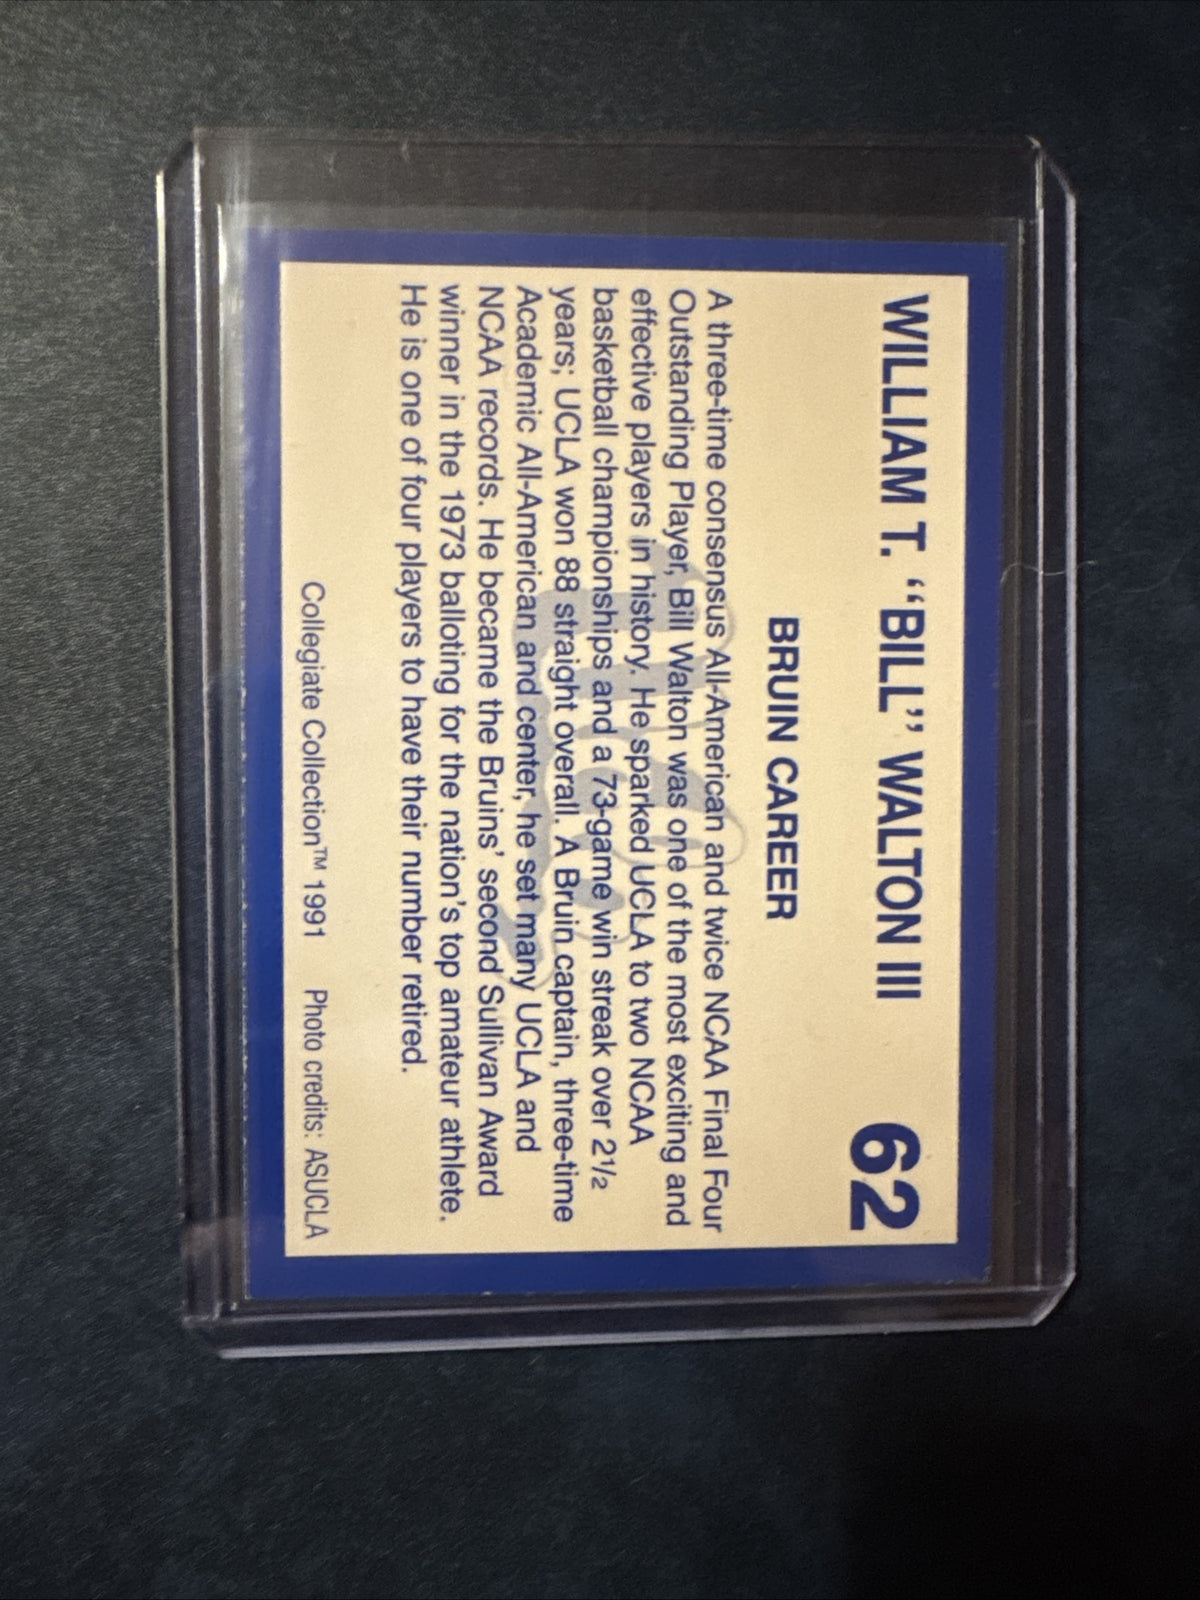 WILLIAM T. “BILL” WALTON III 62
BRUIN CAREER
A three-time consensus All-American and twice NCAA Final Four
Outstanding Player, Bill Walton was one of the most exciting and
effective players in history. He sparked UCLA to two NCAA
basketball championships and a 73-game win streak over 2½
years; UCLA won 88 straight overall. A Bruin captain, three-time
Academic All-American and center, he set many UCLA and
NCAA records. He became the Bruins’ second Sullivan Award
winner in the 1973 balloting for the nation’s top amateur athlete.
He is one of four players to have their number retired.
Collegiate Collection™ 1991 Photo credits: ASUCLA